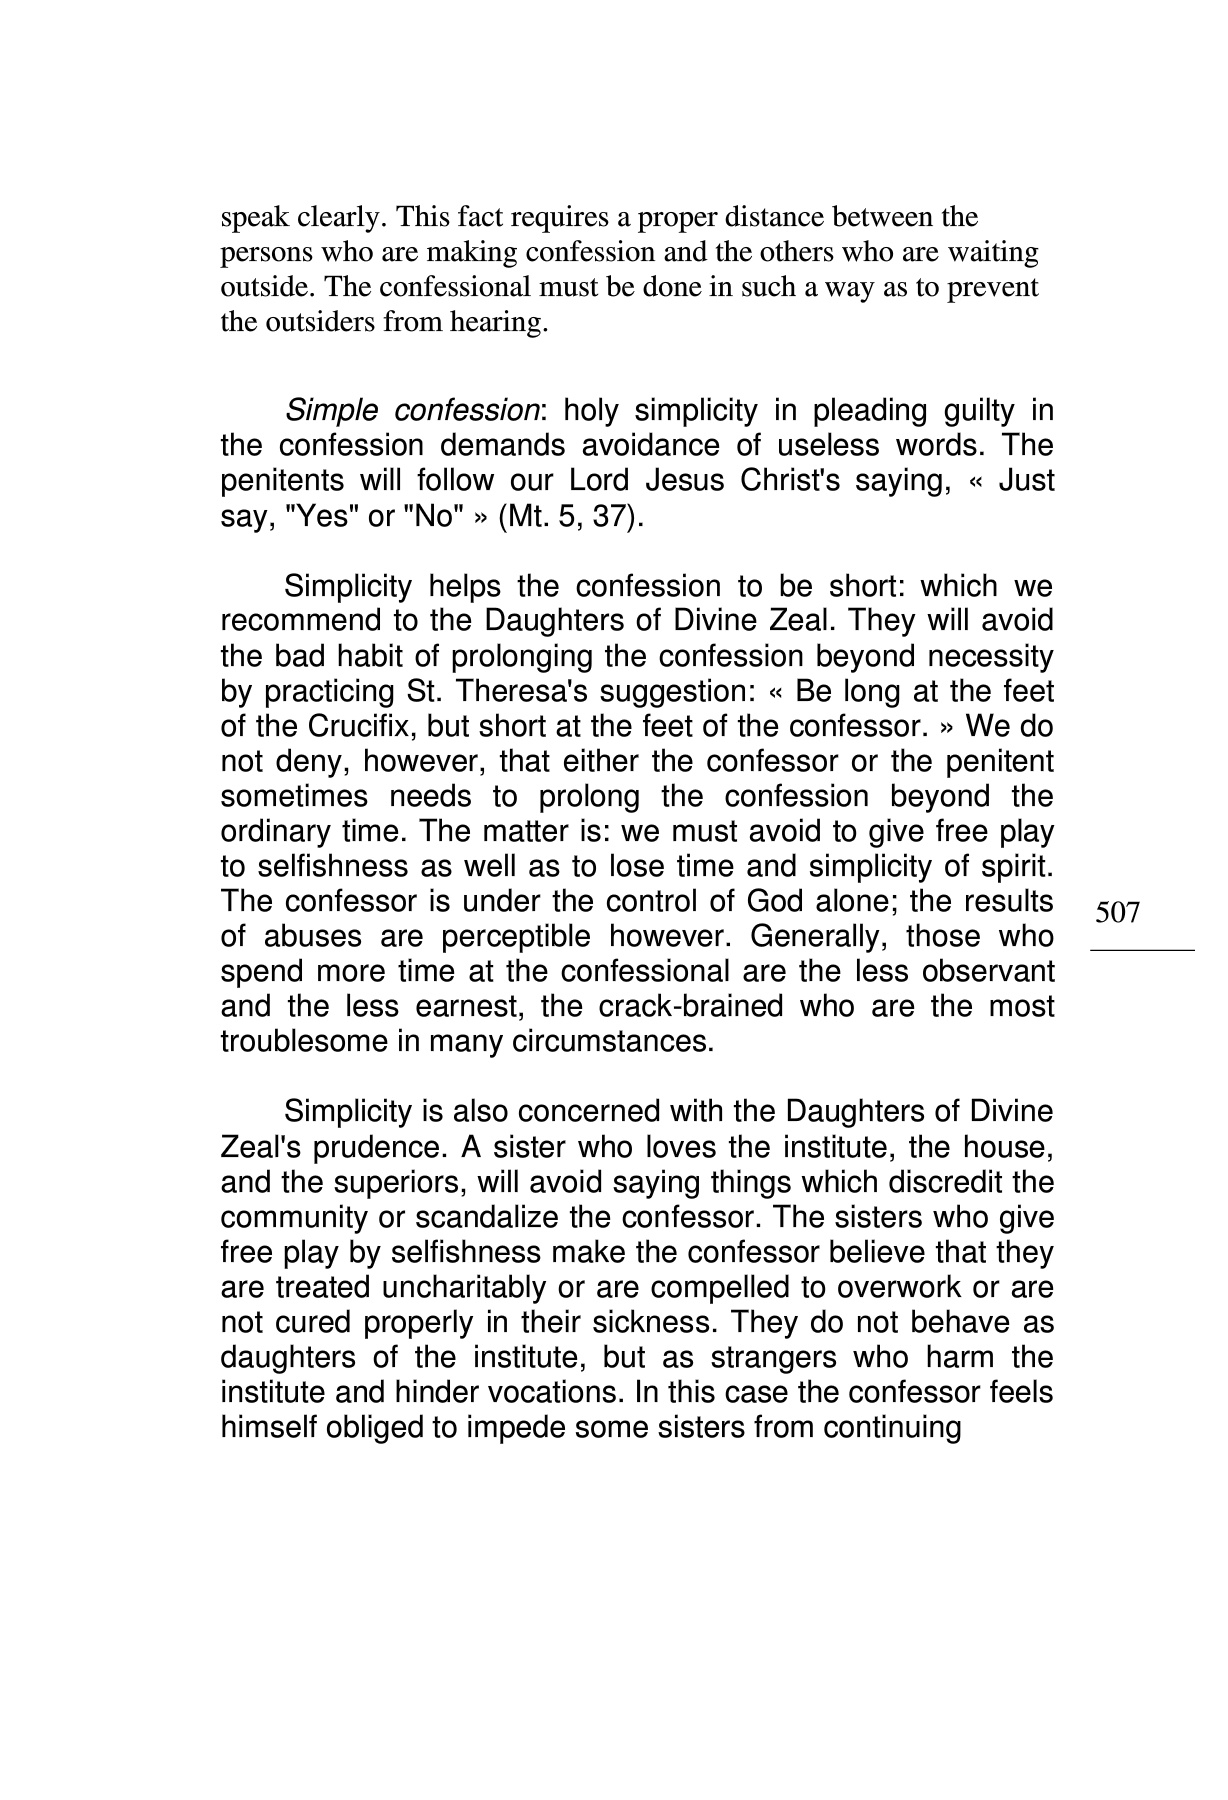 speak clearly. This fact requires a proper distance between the
persons who are making confession and the others who are waiting
outside. The confessional must be done in such a way as to prevent
the outsiders from hearing.
Simple confession: holy simplicity in pleading guilty in
the confession demands avoidance of useless words. The
penitents will follow our Lord Jesus Christ's saying, « Just
say, "Yes" or "No" » (Mt. 5, 37).
Simplicity helps the confession to be short: which we
recommend to the Daughters of Divine Zeal. They will avoid
the bad habit of prolonging the confession beyond necessity
by practicing St. Theresa's suggestion: « Be long at the feet
of the Crucifix, but short at the feet of the confessor. » We do
not deny, however, that either the confessor or the penitent
sometimes needs to prolong the confession beyond the
ordinary time. The matter is: we must avoid to give free play
to selfishness as well as to lose time and simplicity of spirit.
The confessor is under the control of God alone; the results
of abuses are perceptible however. Generally, those who
spend more time at the confessional are the less observant
and the less earnest, the crack-brained who are the most
troublesome in many circumstances.
Simplicity is also concerned with the Daughters of Divine
Zeal's prudence. A sister who loves the institute, the house,
and the superiors, will avoid saying things which discredit the
community or scandalize the confessor. The sisters who give
free play by selfishness make the confessor believe that they
are treated uncharitably or are compelled to overwork or are
not cured properly in their sickness. They do not behave as
daughters of the institute, but as strangers who harm the
institute and hinder vocations. In this case the confessor feels
himself obliged to impede some sisters from continuing
507